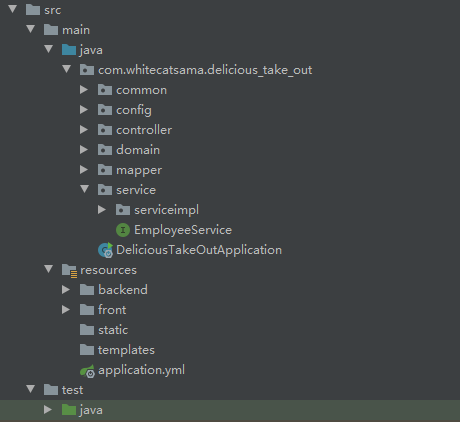 src
main
java
com.whitecatsama.delicious_take_out
common
config
controller
domain
mapper
service
serviceimpl
EmployeeService
DeliciousTakeOutApplication
resources
backend
front
static
templates
application.yml
test
java